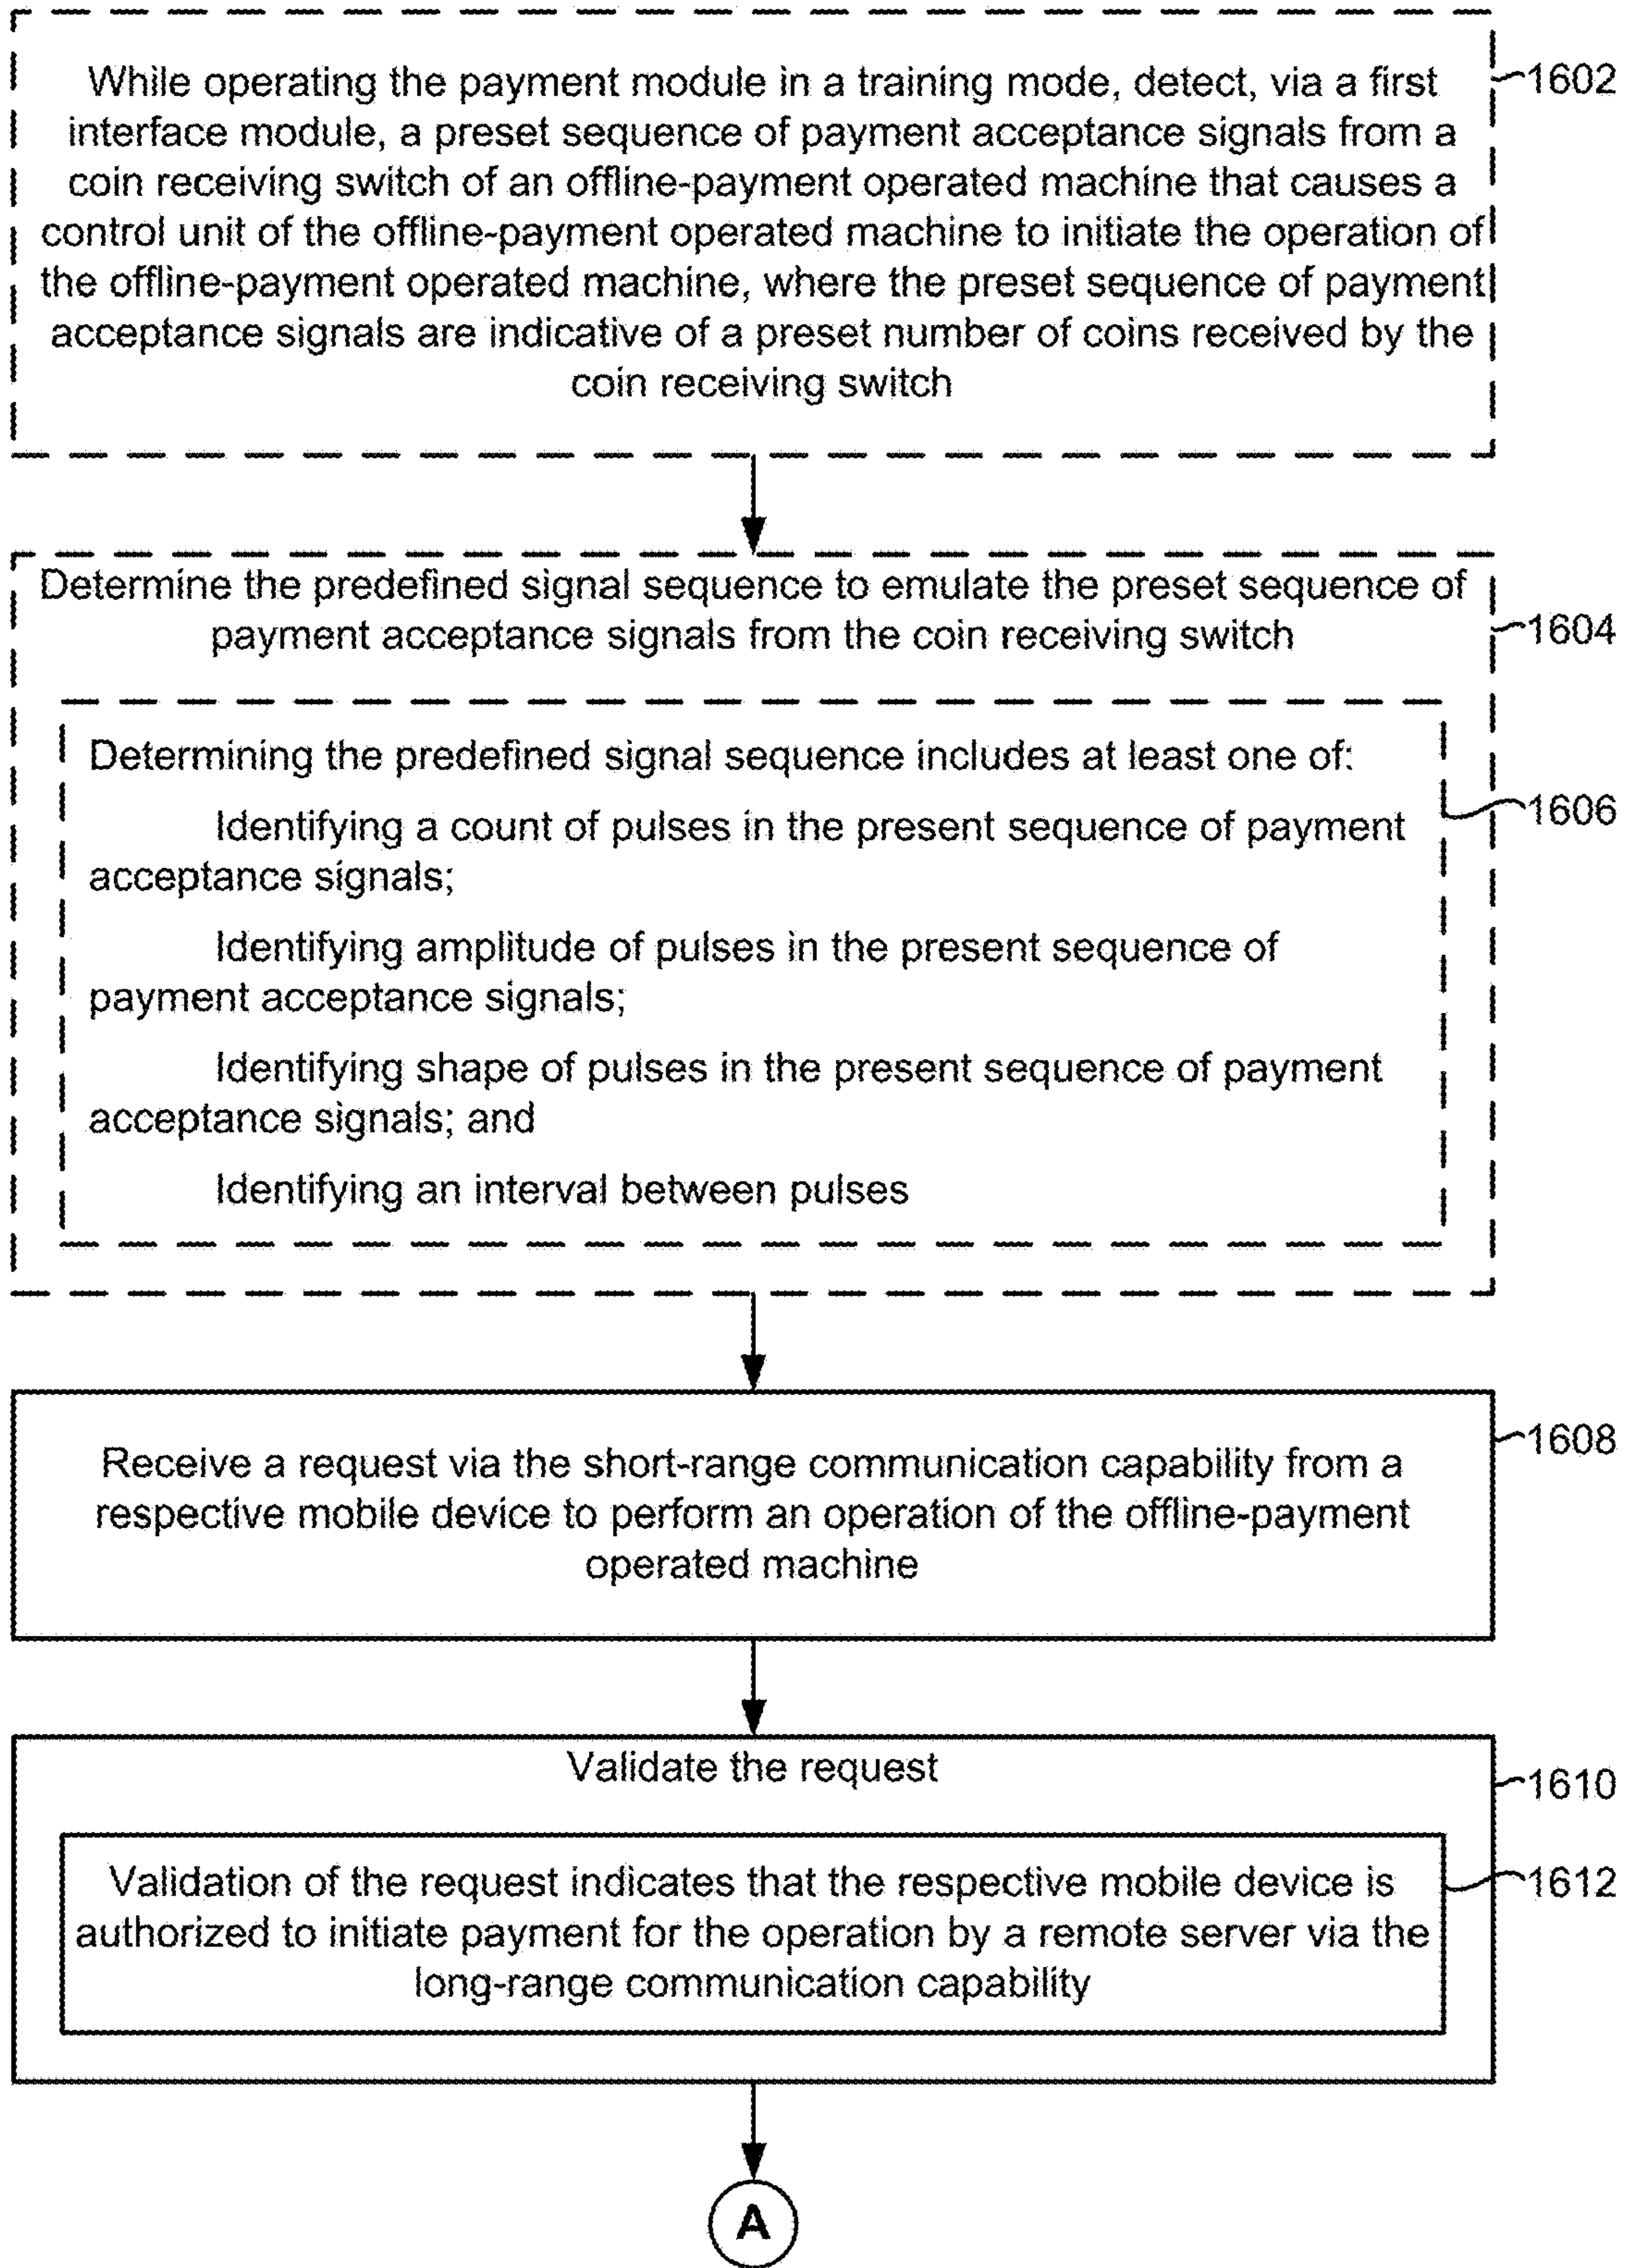 While operating the payment module in a training mode, detect, via a first
interface module, a preset sequence of payment acceptance signals from a
coin receiving switch of an offline-payment operated machine that causes a
control unit of the offline-payment operated machine to initiate the operation of
the offline-payment operated machine, where the preset sequence of payment
acceptance signals are indicative of a preset number of coins received by the
coin receiving switch
1602
Determine the predefined signal sequence to emulate the preset sequence of
payment acceptance signals from the coin receiving switch
1604
Determining the predefined signal sequence includes at least one of:
Identifying a count of pulses in the present sequence of payment
acceptance signals;
Identifying amplitude of pulses in the present sequence of
payment acceptance signals;
Identifying shape of pulses in the present sequence of payment
acceptance signals; and
Identifying an interval between pulses
1606
Receive a request via the short-range communication capability from a
respective mobile device to perform an operation of the offline-payment
operated machine
1608
Validate the request
1610
Validation of the request indicates that the respective mobile device is
authorized to initiate payment for the operation by a remote server via the
long-range communication capability
1612
A